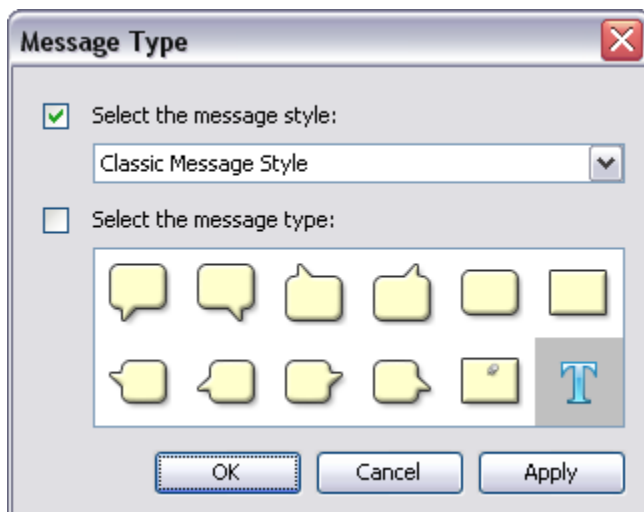 Message Type
Select the message style:
Classic Message Style
Select the message type:
T
OK Cancel Apply